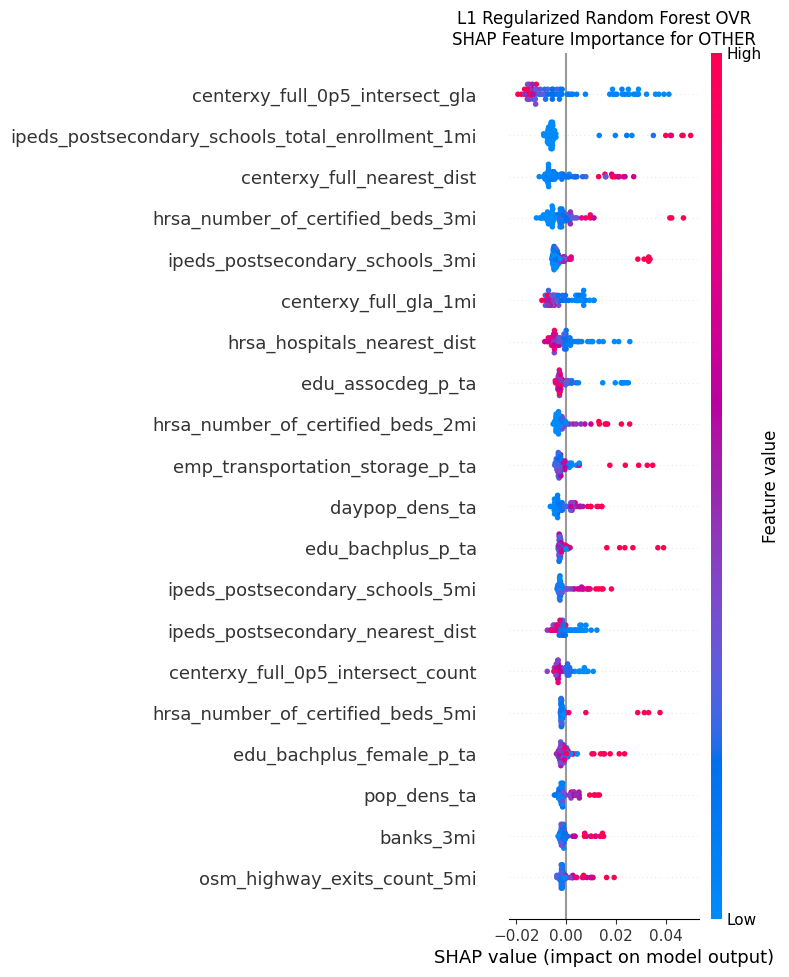 L1 Regularized Random Forest OVR
SHAP Feature Importance for OTHER
High
centerxy_full_0p5_intersect_gla
ipeds_postsecondary_schools_total_enrollment_1mi
centerxy_full_nearest_dist
hrsa_number_of_certified_beds_3mi
ipeds_postsecondary_schools_3mi
centerxy_full_gla_1mi
hrsa_hospitals_nearest_dist
edu_assocdeg_p_ta
hrsa_number_of_certified_beds_2mi
emp_transportation_storage_p_ta
daypop_dens_ta
edu_bachplus_p_ta
ipeds_postsecondary_schools_5mi
ipeds_postsecondary_nearest_dist
centerxy_full_0p5_intersect_count
hrsa_number_of_certified_beds_5mi
edu_bachplus_female_p_ta
pop_dens_ta
banks_3mi
osm_highway_exits_count_5mi
Feature value
Low
−0.02 0.00 0.02 0.04
SHAP value (impact on model output)